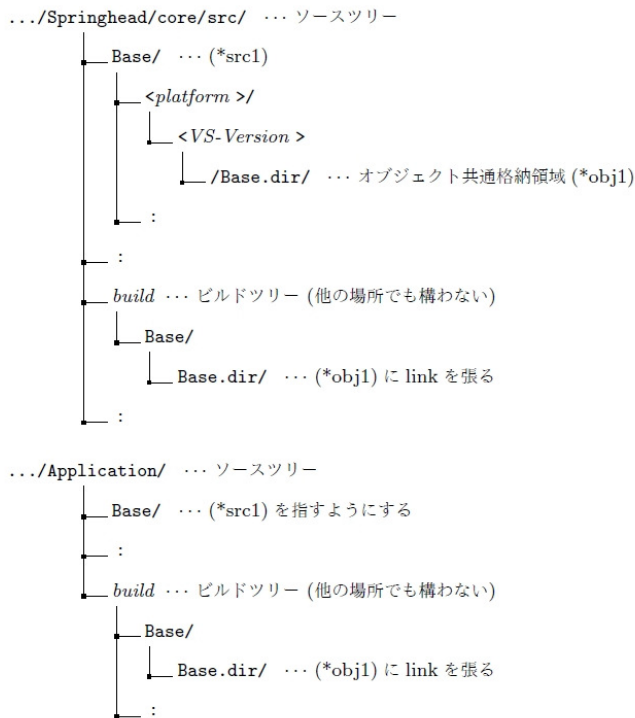 .../Springhead/core/src/ ··· ソースツリー
Base/ ··· (*src1)
<platform >/
<VS-Version >
/Base.dir/ ··· オブジェクト共通格納領域 (*obj1)
:
:
build ··· ビルドツリー (他の場所でも構わない)
Base/
Base.dir/ ··· (*obj1) に link を張る
:
.../Application/ ··· ソースツリー
Base/ ··· (*src1) を指すようにする
:
build ··· ビルドツリー (他の場所でも構わない)
Base/
Base.dir/ ··· (*obj1) に link を張る
: